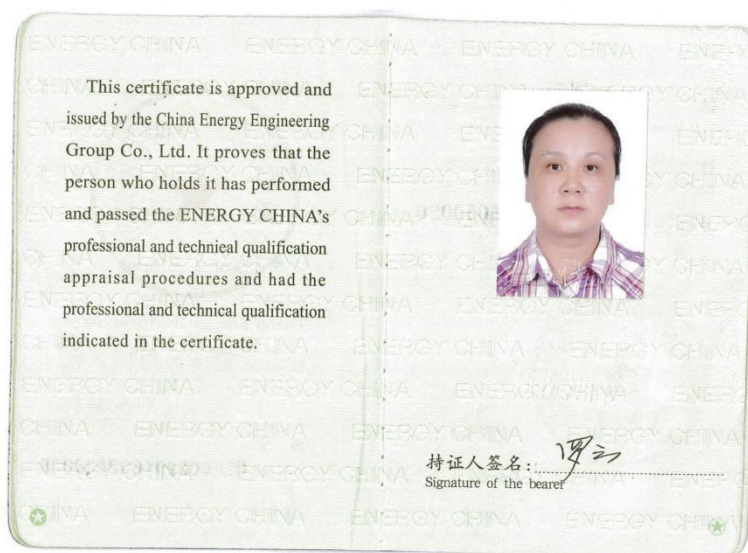 This certificate is approved and
issued by the China Energy Engineering
Group Co., Ltd. It proves that the
person who holds it has performed
and passed the ENERGY CHINA's
professional and technieal qualification
appraisal procedures and had the
professional and technical qualification
indicated in the certificate.
持证人签名: 罗云
Signature of the bearer